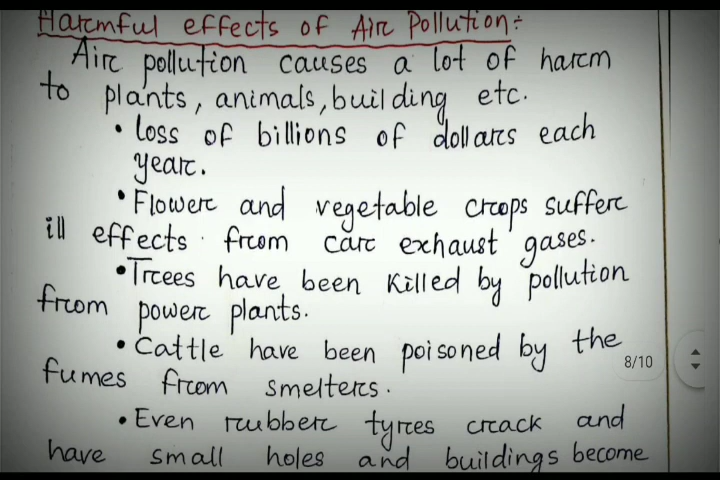 Harmful effects of Air Pollution:
Air pollution causes a lot of harm
to plants, animals, building etc.
• loss of billions of dollars each
year.
• Flower and vegetable crops suffer
ill effects from car exhaust gases.
• Trees have been killed by pollution
from power plants.
• Cattle have been poisoned by the
fumes from smelters.
• Even rubber tyres crack and
have small holes and buildings become
8/10